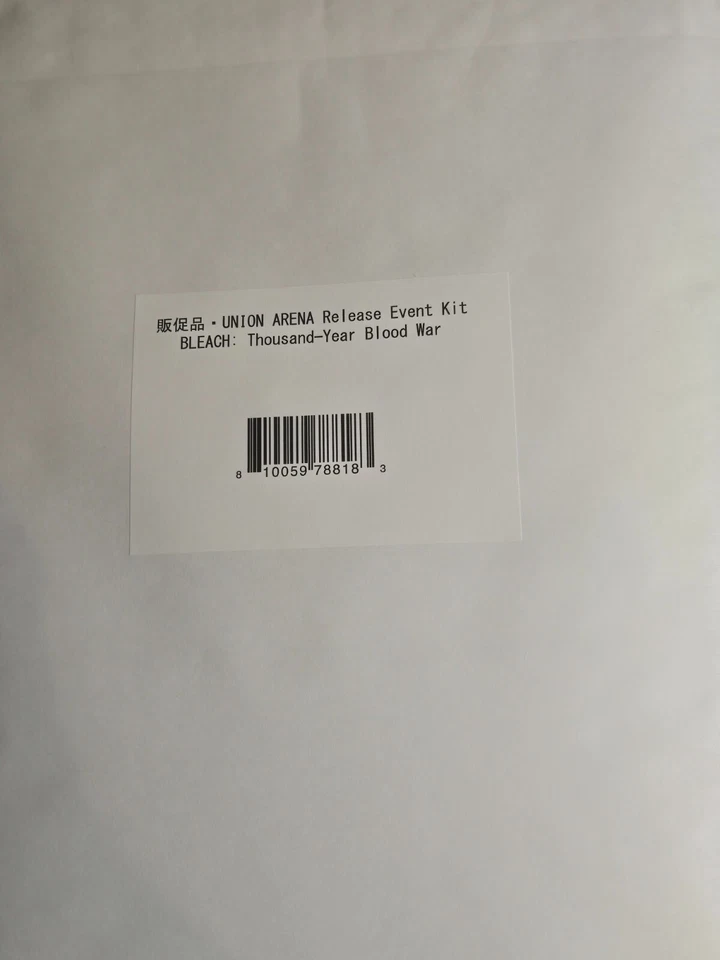 販促品・UNION ARENA Release Event Kit
BLEACH: Thousand-Year Blood War
8 10059 78818 3